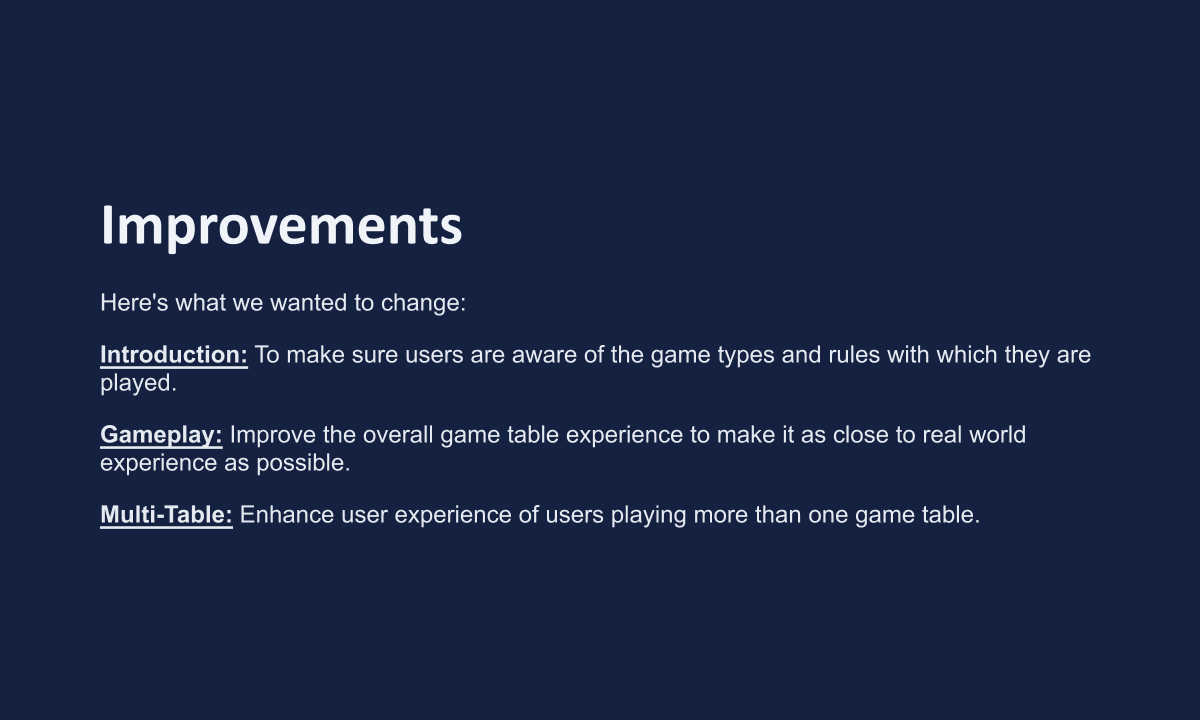 Improvements
Here's what we wanted to change:
Introduction: To make sure users are aware of the game types and rules with which they are
played.
Gameplay: Improve the overall game table experience to make it as close to real world
experience as possible.
Multi-Table: Enhance user experience of users playing more than one game table.